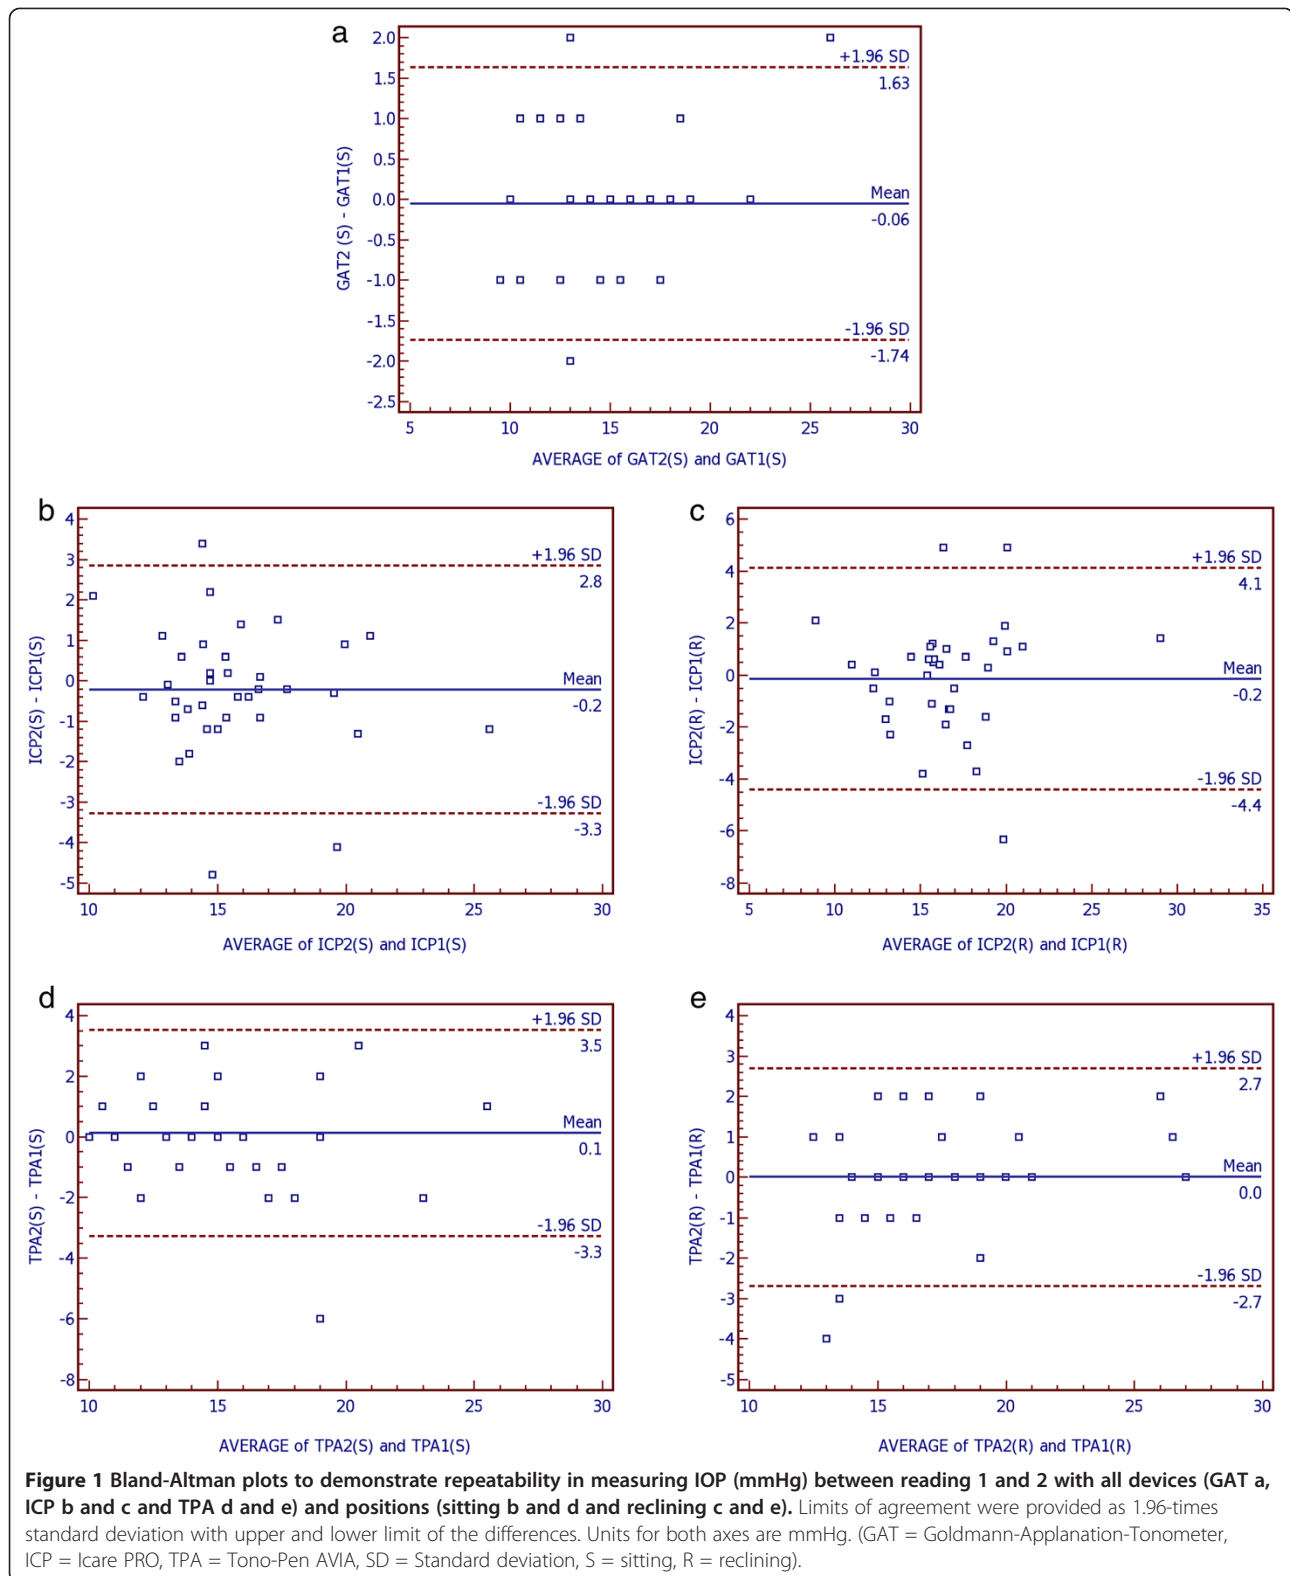 a
2.0
1.5
1.0
0.5
0.0
-0.5
-1.0
-1.5
-2.0
-2.5
GAT2 (S) - GAT1(S)
+1.96 SD
1.63
Mean
-0.06
-1.96 SD
-1.74
5 10 15 20 25 30
AVERAGE of GAT2(S) and GAT1(S)
b
4
3
2
1
0
-1
-2
-3
-4
-5
ICP2(S) - ICP1(S)
+1.96 SD
2.8
Mean
-0.2
-1.96 SD
-3.3
10 15 20 25 30
AVERAGE of ICP2(S) and ICP1(S)
c
6
4
2
0
-2
-4
-6
-8
ICP2(R) - ICP1(R)
+1.96 SD
4.1
Mean
-0.2
-1.96 SD
-4.4
5 10 15 20 25 30 35
AVERAGE of ICP2(R) and ICP1(R)
d
4
2
0
-2
-4
-6
-8
TPA2(S) - TPA1(S)
+1.96 SD
3.5
Mean
0.1
-1.96 SD
-3.3
10 15 20 25 30
AVERAGE of TPA2(S) and TPA1(S)
e
4
3
2
1
0
-1
-2
-3
-4
-5
TPA2(R) - TPA1(R)
+1.96 SD
2.7
Mean
0.0
-1.96 SD
-2.7
10 15 20 25 30
AVERAGE of TPA2(R) and TPA1(R)
Figure 1 Bland-Altman plots to demonstrate repeatability in measuring IOP (mmHg) between reading 1 and 2 with all devices (GAT a,
ICP b and c and TPA d and e) and positions (sitting b and d and reclining c and e). Limits of agreement were provided as 1.96-times
standard deviation with upper and lower limit of the differences. Units for both axes are mmHg. (GAT = Goldmann-Applanation-Tonometer,
ICP = Icare PRO, TPA = Tono-Pen AVIA, SD = Standard deviation, S = sitting, R = reclining).